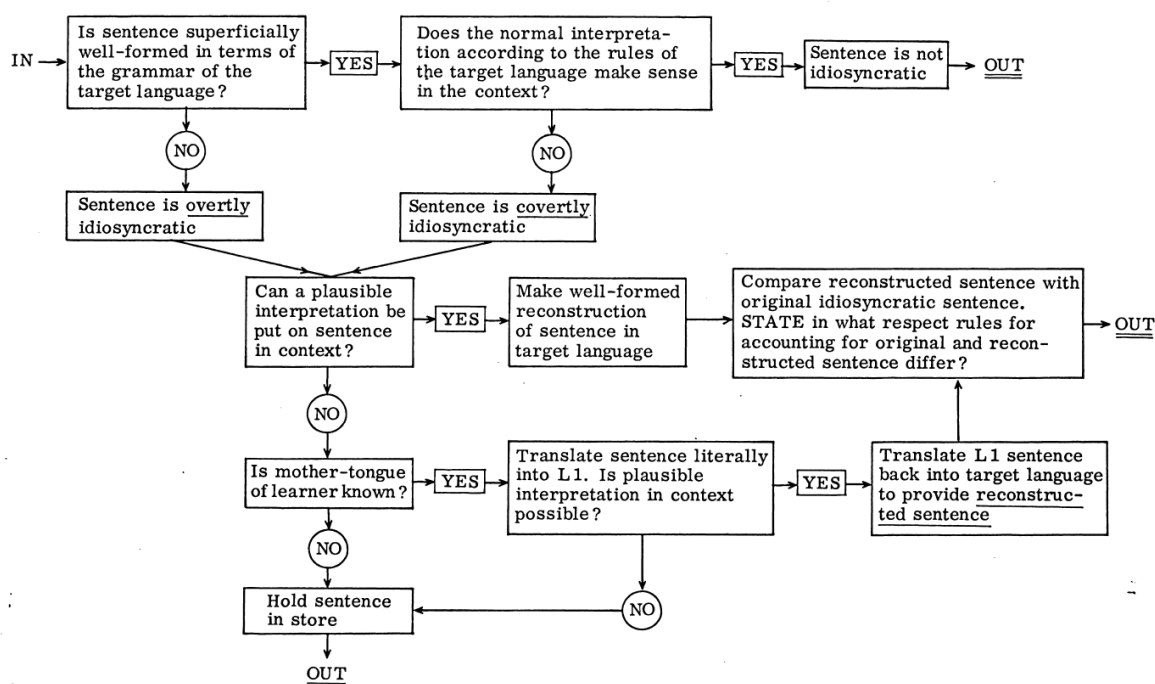 IN
Is sentence superficially
well-formed in terms of
the grammar of the
target language?
YES
Does the normal interpreta-
tion according to the rules of
the target language make sense
in the context?
YES
Sentence is not
idiosyncratic
OUT
NO
NO
Sentence is overtly
idiosyncratic
Sentence is covertly
idiosyncratic
Can a plausible
interpretation be
put on sentence
in context?
YES
Make well-formed
reconstruction
of sentence in
target language
Compare reconstructed sentence with
original idiosyncratic sentence.
STATE in what respect rules for
accounting for original and recon-
structed sentence differ?
OUT
NO
Is mother-tongue
of learner known?
YES
Translate sentence literally
into L1. Is plausible
interpretation in context
possible?
YES
Translate L1 sentence
back into target language
to provide reconstruc-
ted sentence
NO
NO
Hold sentence
in store
OUT